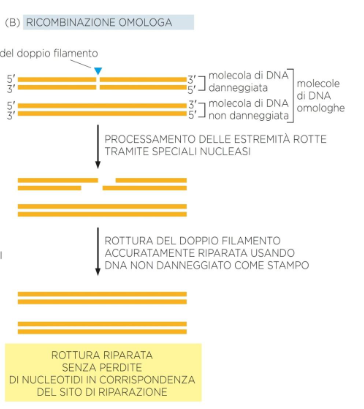 (B) RICOMBINAZIONE OMOLOGA
del doppio filamento
5′ 3′ molecola di DNA
3′ 5′ danneggiata
molecole
di DNA
omologhe
5′ 3′ molecola di DNA
3′ 5′ non danneggiata
PROCESSAMENTO DELLE ESTREMITÀ ROTTE
TRAMITE SPECIALI NUCLEASI
ROTTURA DEL DOPPIO FILAMENTO
ACCURATAMENTE RIPARATA USANDO
DNA NON DANNEGGIATO COME STAMPO
ROTTURA RIPARATA
SENZA PERDITE
DI NUCLEOTIDI IN CORRISPONDENZA
DEL SITO DI RIPARAZIONE